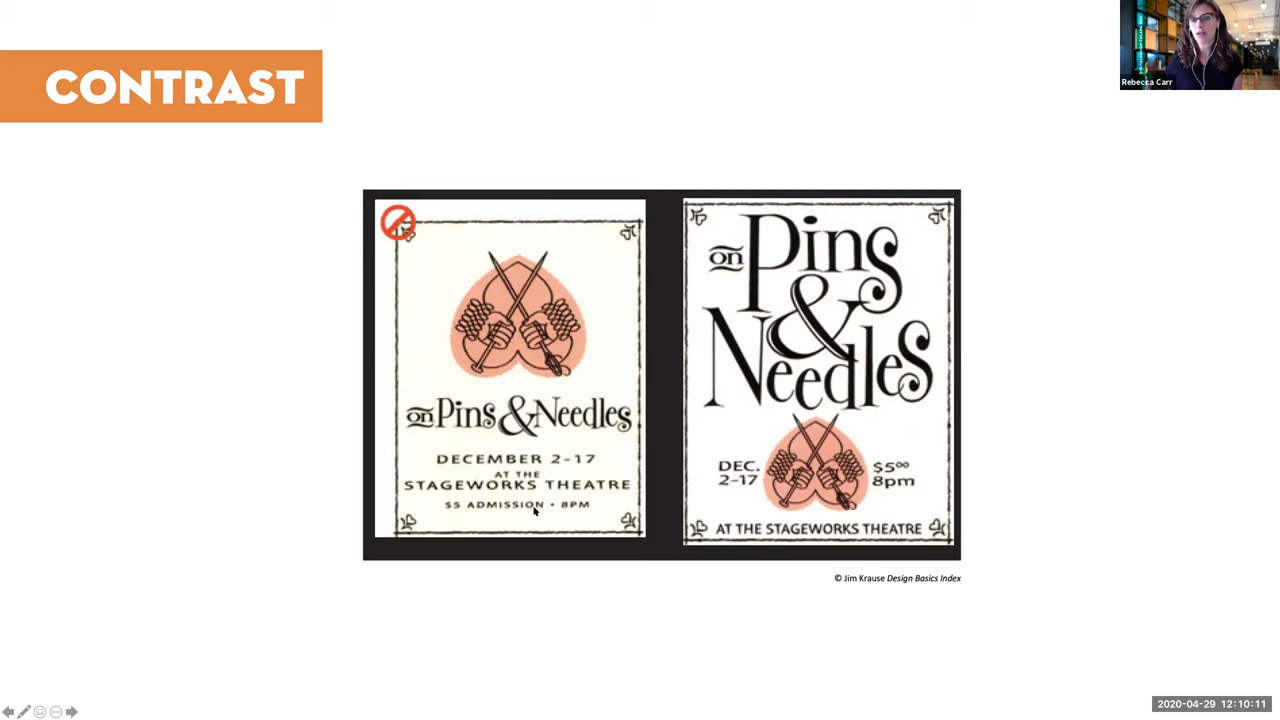 CONTRAST
Rebecca Carr
on Pins & Needles
DECEMBER 2-17
AT THE
STAGEWORKS THEATRE
$5 ADMISSION • 8PM
on Pins
&
Needles
DEC.
2-17
$5⁰⁰
8pm
AT THE STAGEWORKS THEATRE
© Jim Krause Design Basics Index
2020-04-29 12:10:11